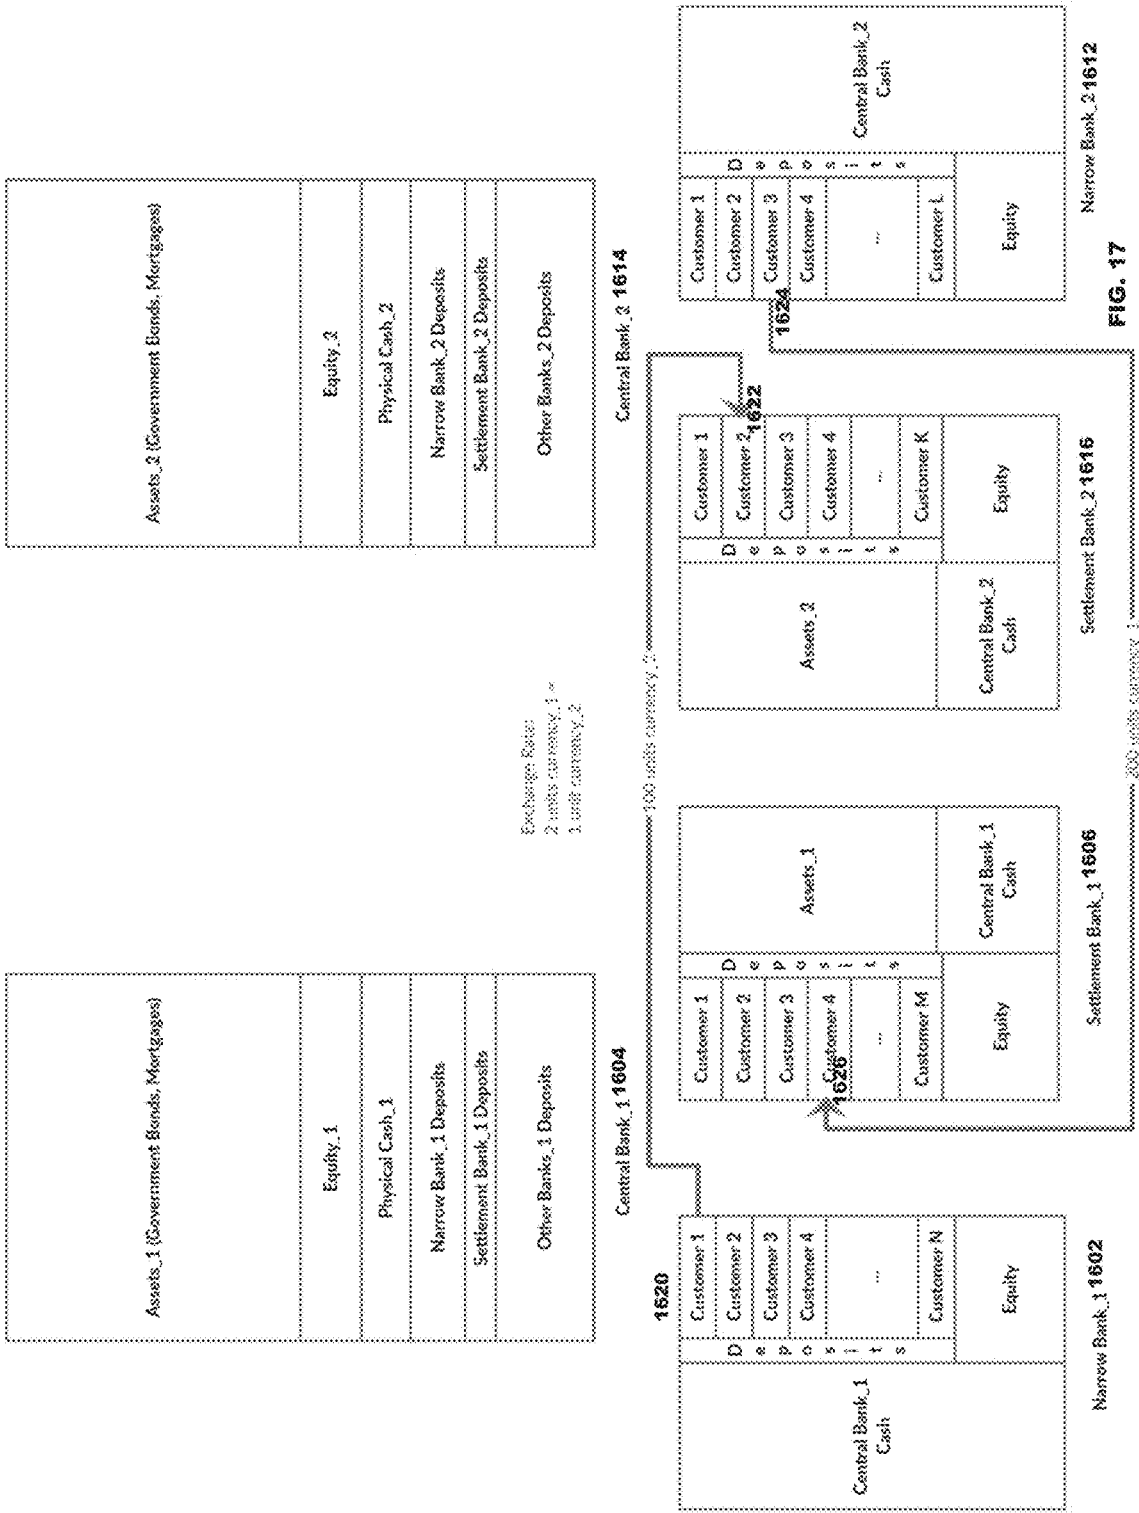 Assets_1 (Government Bonds, Mortgages)
Equity_1
Physical Cash_1
Narrow Bank_1 Deposits
Settlement Bank_1 Deposits
Other Banks_1 Deposits
Central Bank_1 1604
Assets_2 (Government Bonds, Mortgages)
Equity_2
Physical Cash_2
Narrow Bank_2 Deposits
Settlement Bank_2 Deposits
Other Banks_2 Deposits
Central Bank_2 1614
Exchange Rate:
2 units currency_1 =
1 unit currency_2
100 units currency_2
1620
Central Bank_1
Cash
Deposits
Customer 1
Customer 2
Customer 3
Customer 4
...
Customer N
Equity
Narrow Bank_1 1602
Customer 1
Customer 2
Customer 3
Customer 4
1626
...
Customer M
Deposits
Equity
Assets_1
Central Bank_1
Cash
Settlement Bank_1 1606
Assets_2
Central Bank_2
Cash
Deposits
Customer 1
Customer 2
1622
Customer 3
Customer 4
...
Customer K
Equity
Settlement Bank_2 1616
1624
Customer 1
Customer 2
Customer 3
Customer 4
...
Customer L
Deposits
Equity
Central Bank_2
Cash
Narrow Bank_2 1612
200 units currency_1
FIG. 17